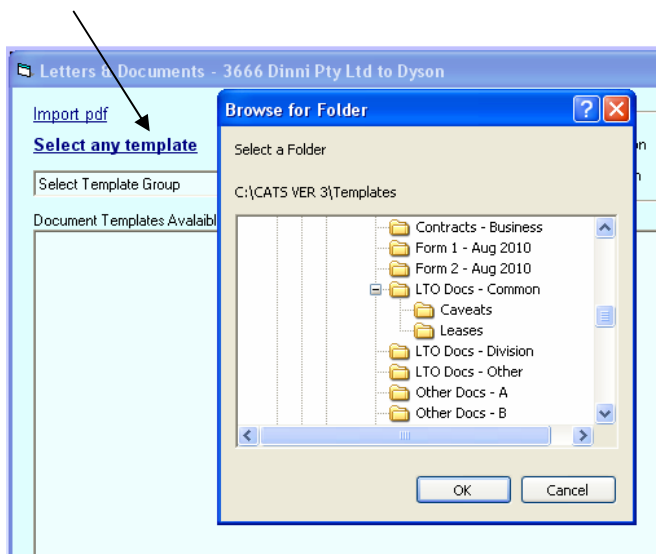 Letters & Documents - 3666 Dinni Pty Ltd to Dyson
Import pdf
Select any template
Select Template Group
Document Templates Avalaibl
Browse for Folder
Select a Folder
C:\CATS VER 3\Templates
Contracts - Business
Form 1 - Aug 2010
Form 2 - Aug 2010
LTO Docs - Common
Caveats
Leases
LTO Docs - Division
LTO Docs - Other
Other Docs - A
Other Docs - B
OK
Cancel